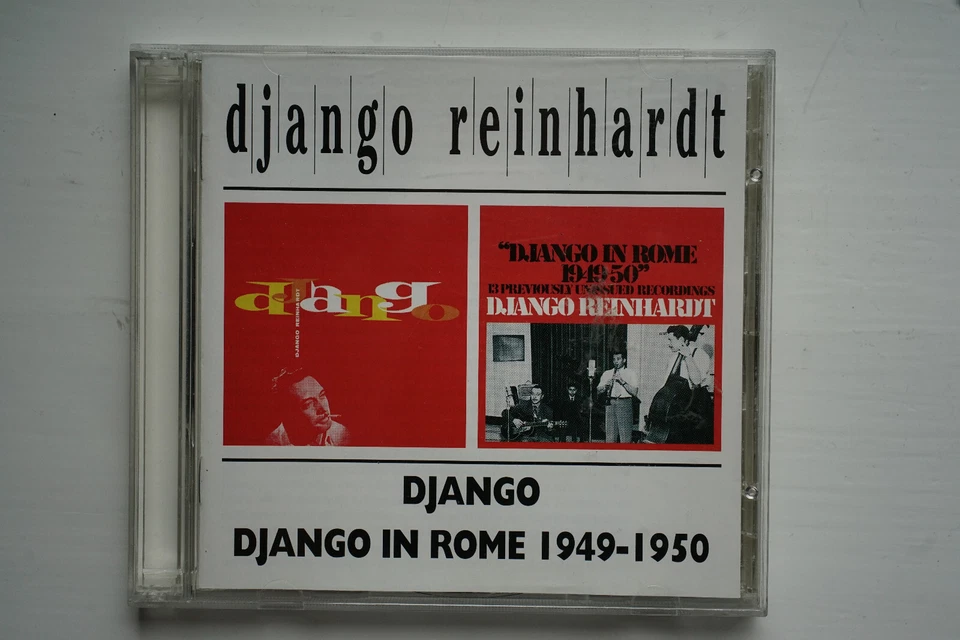 django reinhardt
django
DJANGO REINHARDT
"DJANGO IN ROME
1949/50"
13 PREVIOUSLY UNISSUED RECORDINGS
DJANGO REINHARDT
DJANGO
DJANGO IN ROME 1949-1950